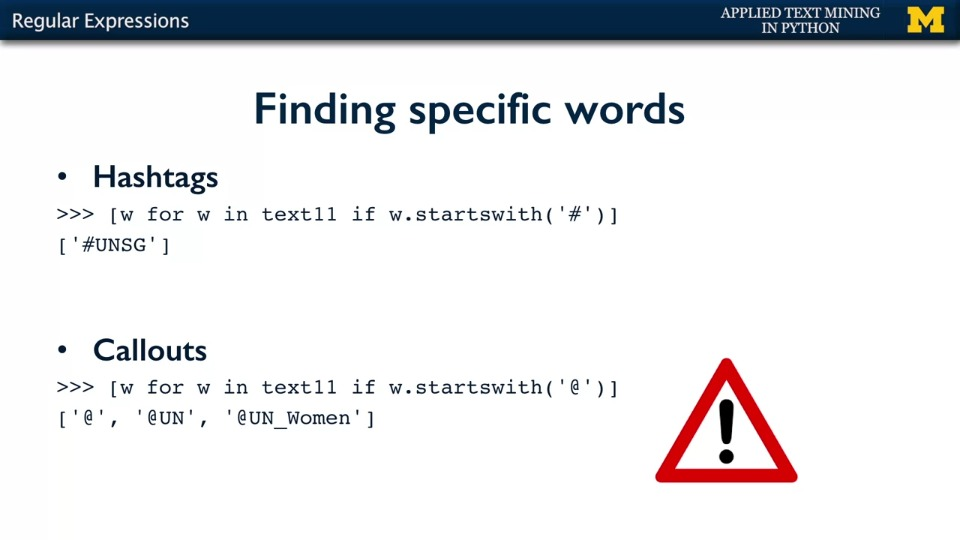 Regular Expressions
APPLIED TEXT MINING
IN PYTHON
M
Finding specific words
• Hashtags
>>> [w for w in text11 if w.startswith('#')]
['#UNSG']
• Callouts
>>> [w for w in text11 if w.startswith('@')]
['@', '@UN', '@UN_Women']
!